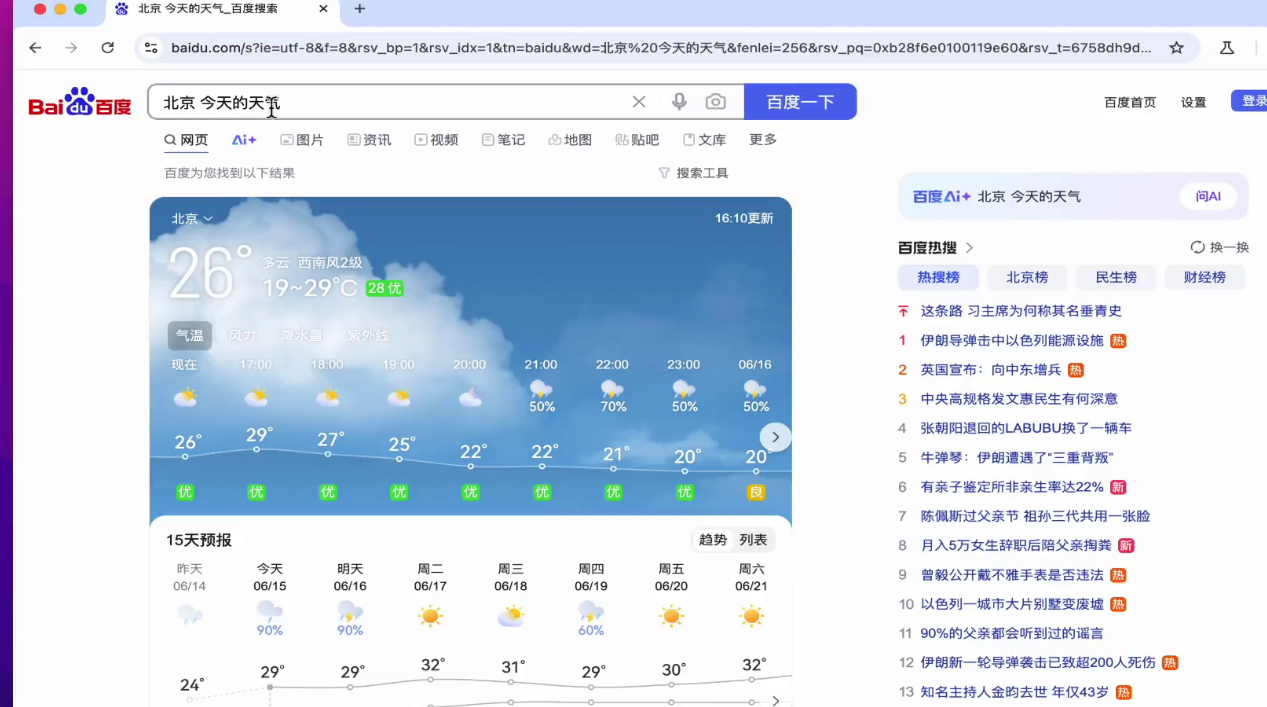 北京 今天的天气_百度搜索
baidu.com/s?ie=utf-8&f=8&rsv_bp=1&rsv_idx=1&tn=baidu&wd=北京%20今天的天气&fenlei=256&rsv_pq=0xb28f6e0100119e60&rsv_t=6758dh9d...
Bai du 百度
北京 今天的天气
百度一下
百度首页 设置 登录
网页 Ai+ 图片 资讯 视频 笔记 地图 贴吧 文库 更多
百度为您找到以下结果
搜索工具
北京
16:10更新
26°
多云 西南风2级
19~29°C 28 优
气温 风力 降水量 紫外线
现在 17:00 18:00 19:00 20:00 21:00 22:00 23:00 06/16
50% 70% 50% 50%
26° 29° 27° 25° 22° 22° 21° 20° 20°
优 优 优 优 优 优 优 优 良
15天预报
趋势 列表
昨天 今天 明天 周二 周三 周四 周五 周六
06/14 06/15 06/16 06/17 06/18 06/19 06/20 06/21
90% 90% 60%
24° 29° 29° 32° 31° 29° 30° 32°
百度Ai+ 北京 今天的天气
问AI
百度热搜
换一换
热搜榜 北京榜 民生榜 财经榜
这条路 习主席为何称其名垂青史
1 伊朗导弹击中以色列能源设施 热
2 英国宣布：向中东增兵 热
3 中央高规格发文惠民生有何深意
4 张朝阳退回的LABUBU换了一辆车
5 牛弹琴：伊朗遭遇了“三重背叛”
6 有亲子鉴定所非亲生率达22% 新
7 陈佩斯过父亲节 祖孙三代共用一张脸
8 月入5万女生辞职后陪父亲掏粪 新
9 曾毅公开戴不雅手表是否违法 热
10 以色列一城市大片别墅变废墟 热
11 90%的父亲都会听到过的谣言
12 伊朗新一轮导弹袭击已致超200人死伤 热
13 知名主持人金昀去世 年仅43岁 热